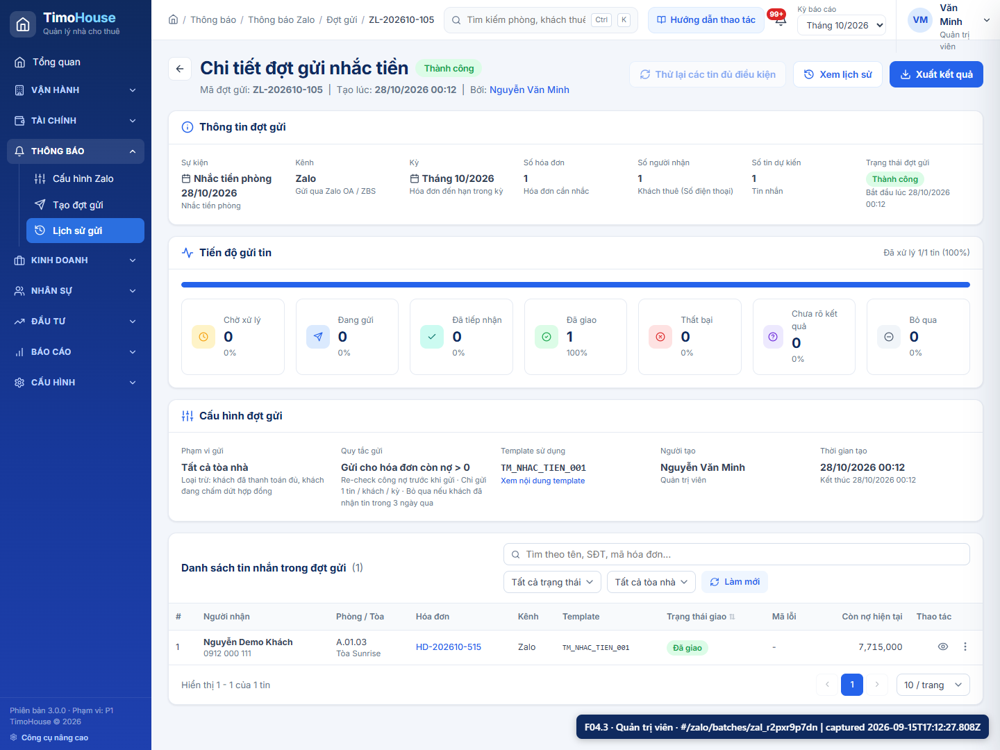 TimoHouse
Quản lý nhà cho thuê
Tổng quan
VẬN HÀNH
TÀI CHÍNH
THÔNG BÁO
Cấu hình Zalo
Tạo đợt gửi
Lịch sử gửi
KINH DOANH
NHÂN SỰ
ĐẦU TƯ
BÁO CÁO
CẤU HÌNH
Phiên bản 3.0.0 · Phạm vi: P1
TimoHouse © 2026
Công cụ nâng cao
/ Thông báo / Thông báo Zalo / Đợt gửi / ZL-202610-105
Tìm kiếm phòng, khách thuê Ctrl K
Hướng dẫn thao tác
99+
Kỳ báo cáo
Tháng 10/2026
VM
Văn Minh
Quản trị viên
Chi tiết đợt gửi nhắc tiền Thành công
Mã đợt gửi: ZL-202610-105 | Tạo lúc: 28/10/2026 00:12 | Bởi: Nguyễn Văn Minh
Thử lại các tin đủ điều kiện
Xem lịch sử
Xuất kết quả
Thông tin đợt gửi
Sự kiện
Nhắc tiền phòng 28/10/2026
Nhắc tiền phòng
Kênh
Zalo
Gửi qua Zalo OA / ZBS
Kỳ
Tháng 10/2026
Hóa đơn đến hạn trong kỳ
Số hóa đơn
1
Hóa đơn cần nhắc
Số người nhận
1
Khách thuê (Số điện thoại)
Số tin dự kiến
1
Tin nhắn
Trạng thái đợt gửi
Thành công
Bắt đầu lúc 28/10/2026 00:12
Tiến độ gửi tin
Đã xử lý 1/1 tin (100%)
Chờ xử lý
0
0%
Đang gửi
0
0%
Đã tiếp nhận
0
0%
Đã giao
1
100%
Thất bại
0
0%
Chưa rõ kết quả
0
0%
Bỏ qua
0
0%
Cấu hình đợt gửi
Phạm vi gửi
Tất cả tòa nhà
Loại trừ: khách đã thanh toán đủ, khách đang chấm dứt hợp đồng
Quy tắc gửi
Gửi cho hóa đơn còn nợ > 0
Re-check công nợ trước khi gửi · Chỉ gửi 1 tin / khách / kỳ · Bỏ qua nếu khách đã nhận tin trong 3 ngày qua
Template sử dụng
TM_NHAC_TIEN_001
Xem nội dung template
Người tạo
Nguyễn Văn Minh
Quản trị viên
Thời gian tạo
28/10/2026 00:12
Kết thúc 28/10/2026 00:12
Danh sách tin nhắn trong đợt gửi (1)
Tìm theo tên, SĐT, mã hóa đơn...
Tất cả trạng thái
Tất cả tòa nhà
Làm mới
# Người nhận Phòng / Tòa Hóa đơn Kênh Template Trạng thái giao Mã lỗi Còn nợ hiện tại Thao tác
1 Nguyễn Demo Khách A.01.03 HD-202610-515 Zalo TM_NHAC_TIEN_001 Đã giao - 7,715,000
0912 000 111 Tòa Sunrise
Hiển thị 1 - 1 của 1 tin
1
10 / trang
F04.3 · Quản trị viên · #/zalo/batches/zal_r2pxr9p7dn | captured 2026-09-15T17:12:27.808Z